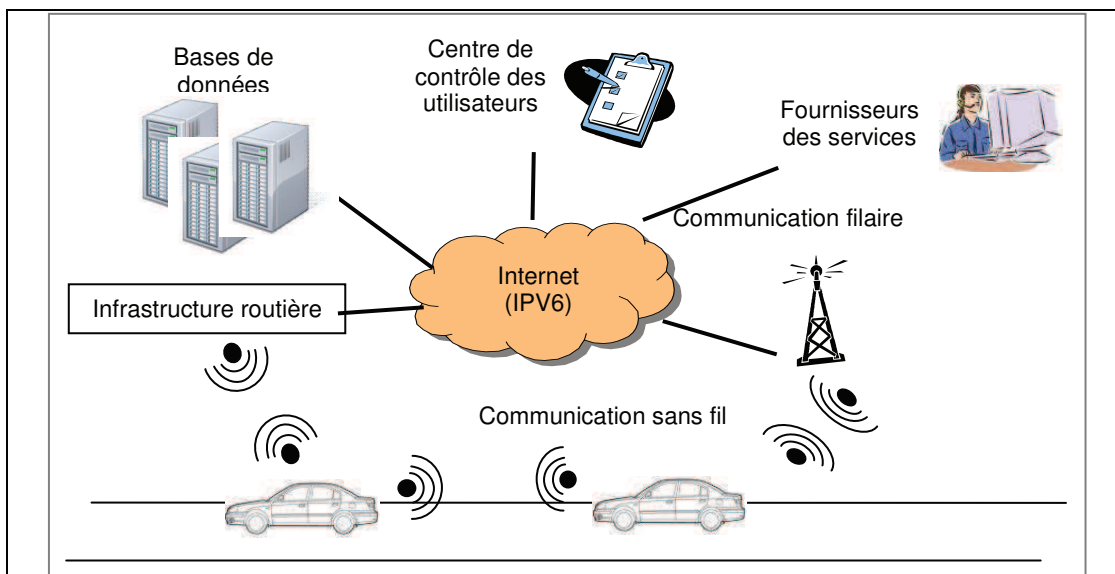 Bases de
données
Centre de
contrôle des
utilisateurs
Fournisseurs
des services
Communication filaire
Internet
(IPV6)
Infrastructure routière
Communication sans fil